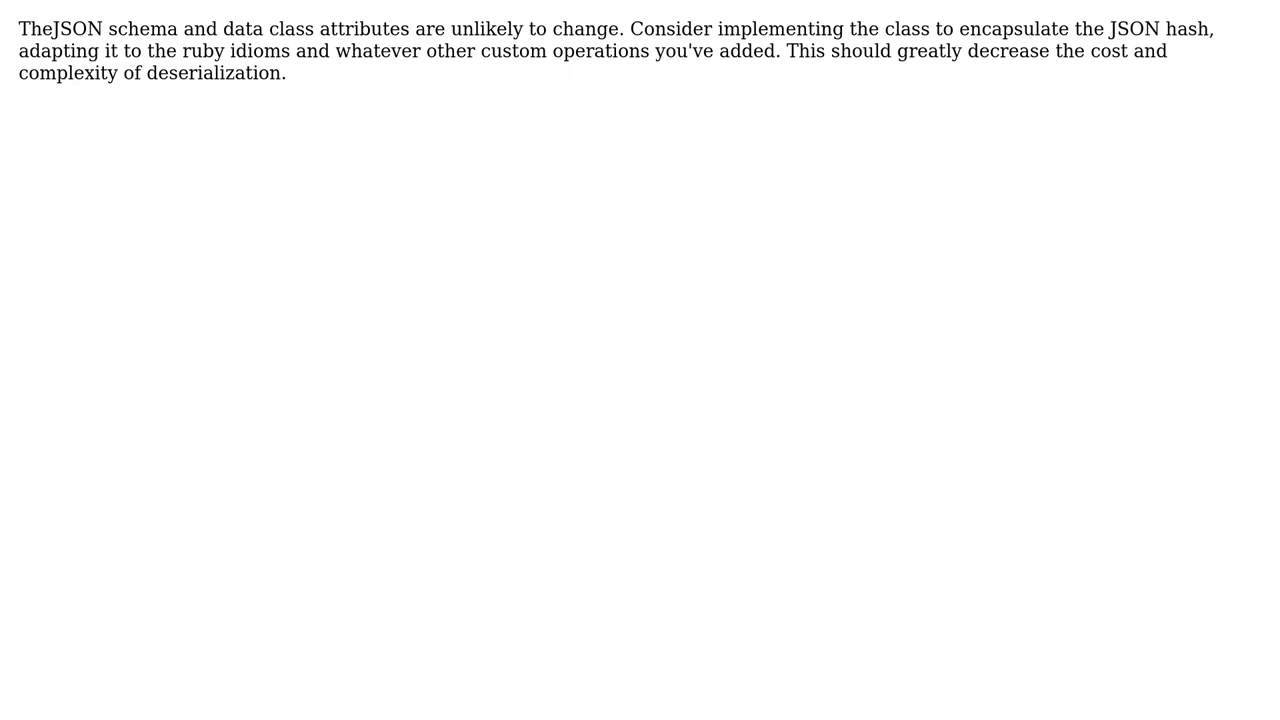 TheJSON schema and data class attributes are unlikely to change. Consider implementing the class to encapsulate the JSON hash,
adapting it to the ruby idioms and whatever other custom operations you've added. This should greatly decrease the cost and
complexity of deserialization.